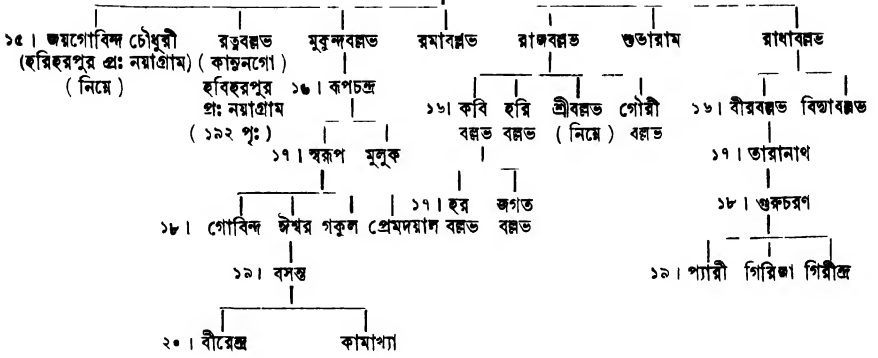 ১৫। জয়গোবিন্দ চৌধুরী রত্নবল্লভ মুকুন্দবল্লভ রমাবল্লভ রাজবল্লভ শুভারাম রাধাবল্লভ
(হরিহরপুর প্রঃ নয়াগ্রাম) ( কানুনগো )
( নিম্নে ) হবিহরপুর ১৬। রূপচন্দ্র ১৬। কবি হরি শ্রীবল্লভ গৌরী ১৬। বীরবল্লভ বিদ্যাবল্লভ
প্রঃ নয়াগ্রাম বল্লভ বল্লভ ( নিম্নে ) বল্লভ
( ১৯২ পৃঃ )
১৭। স্বরূপ মুলুক ১৭। তারানাথ
১৭। হর জগত ১৮। গুরুচরণ
১৮। গোবিন্দ ঈশ্বর গকুল প্রেমদয়াল বল্লভ বল্লভ
১৯। বসন্ত ১৯। প্যারী গিরিজা গিরীন্দ্র
২০। বীরেন্দ্র কামাখ্যা